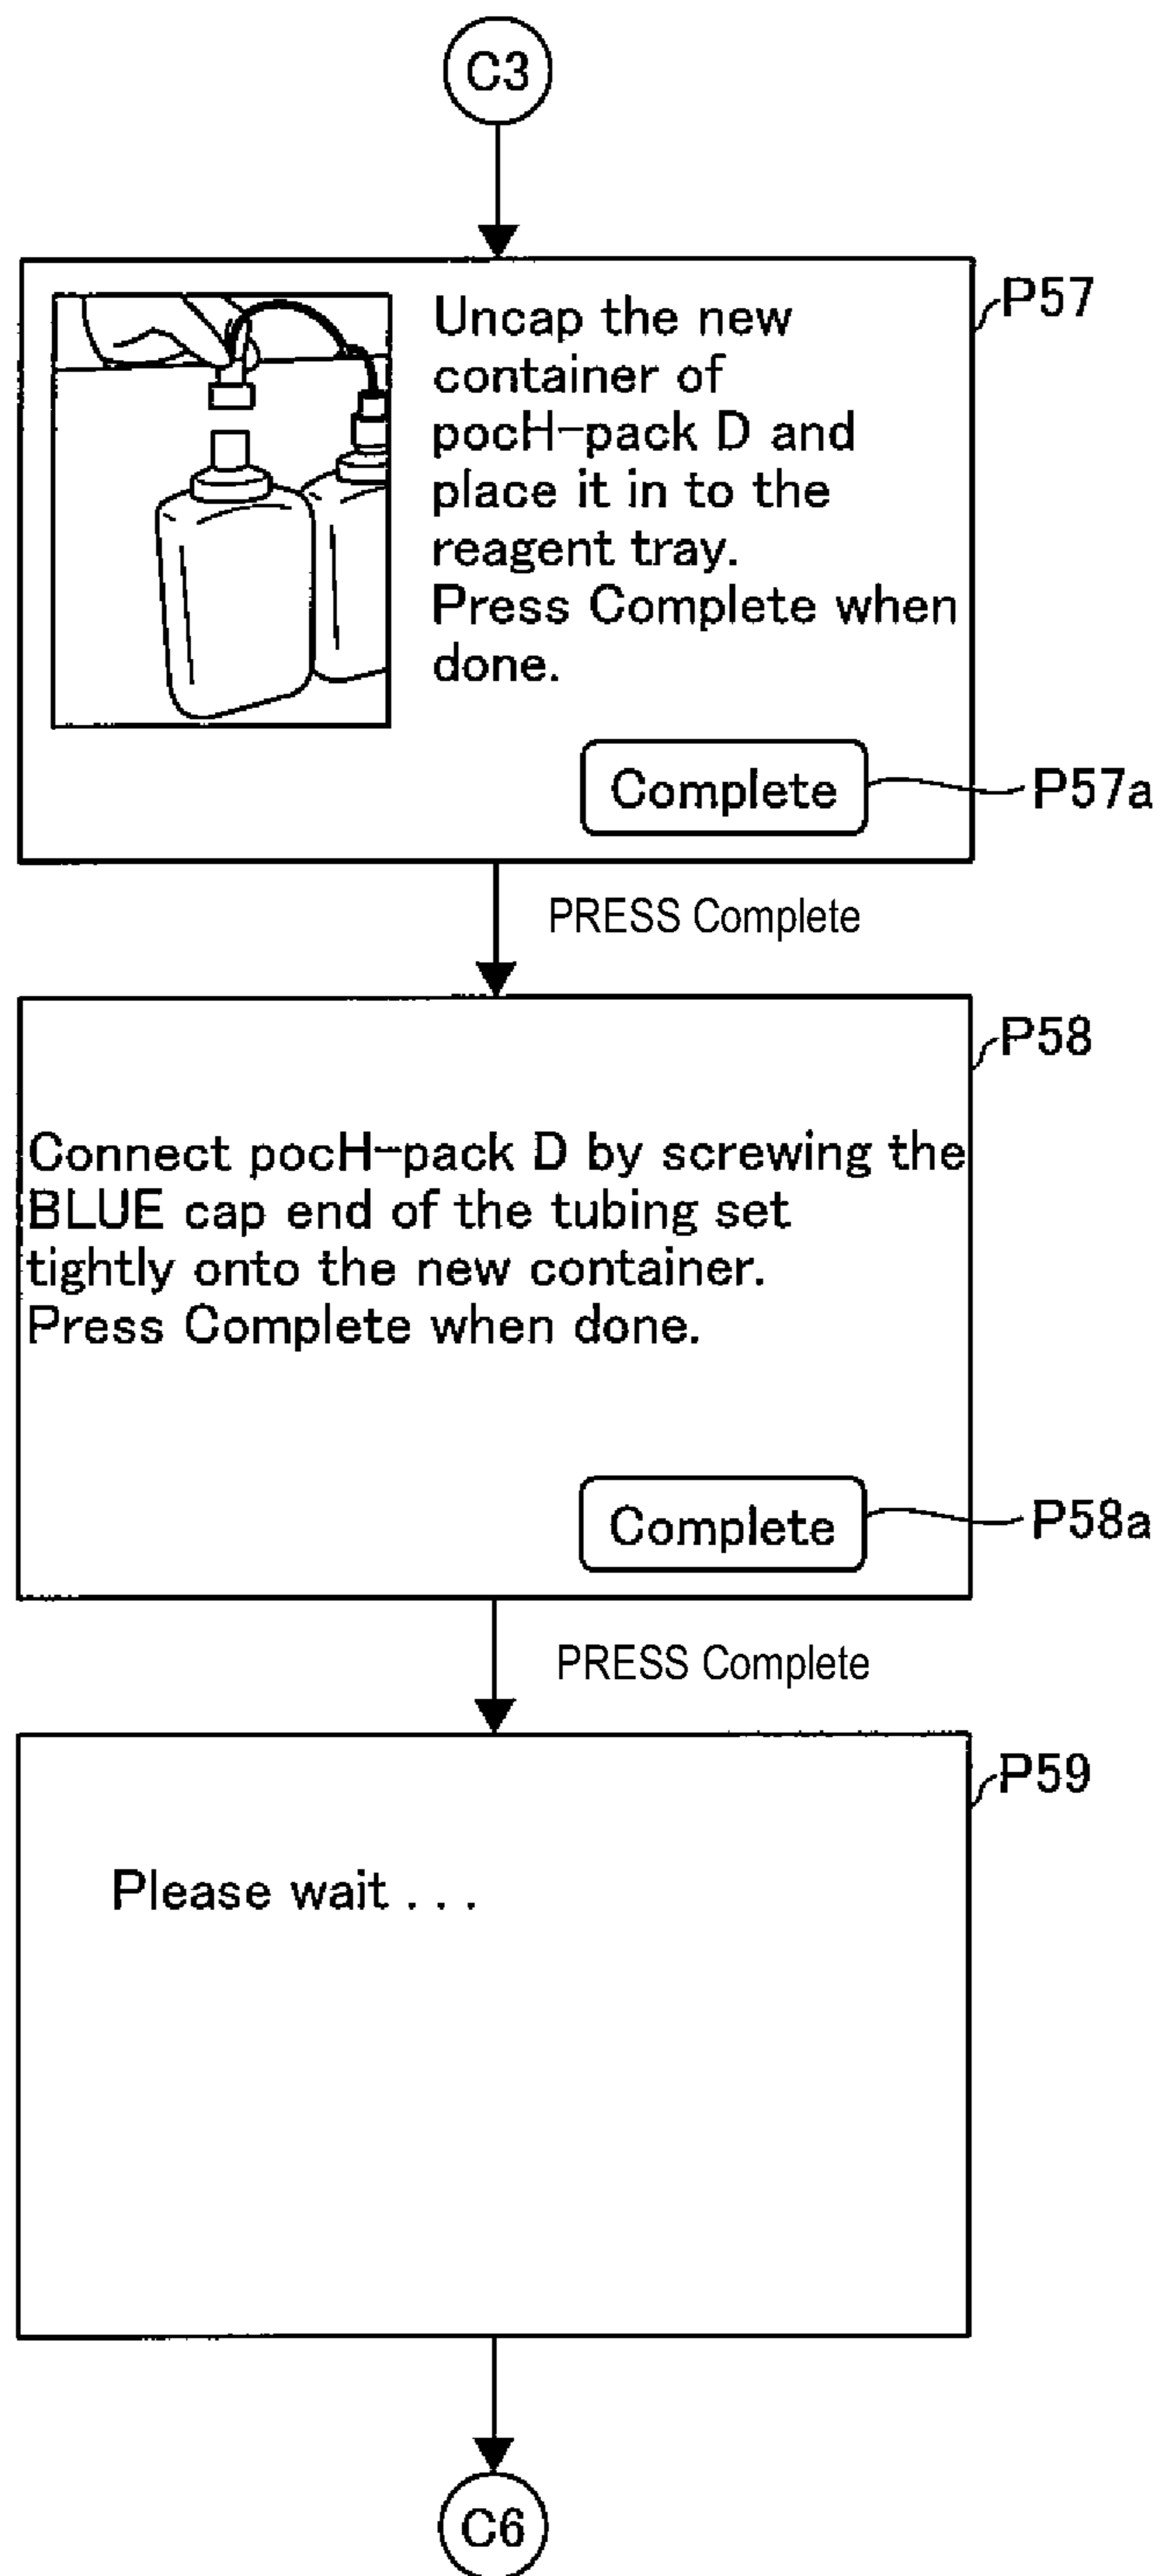 C3
Uncap the new
container of
pocH-pack D and
place it in to the
reagent tray.
Press Complete when
done.
P57
Complete
P57a
PRESS Complete
P58
Connect pocH-pack D by screwing the
BLUE cap end of the tubing set
tightly onto the new container.
Press Complete when done.
Complete
P58a
PRESS Complete
P59
Please wait . . .
C6